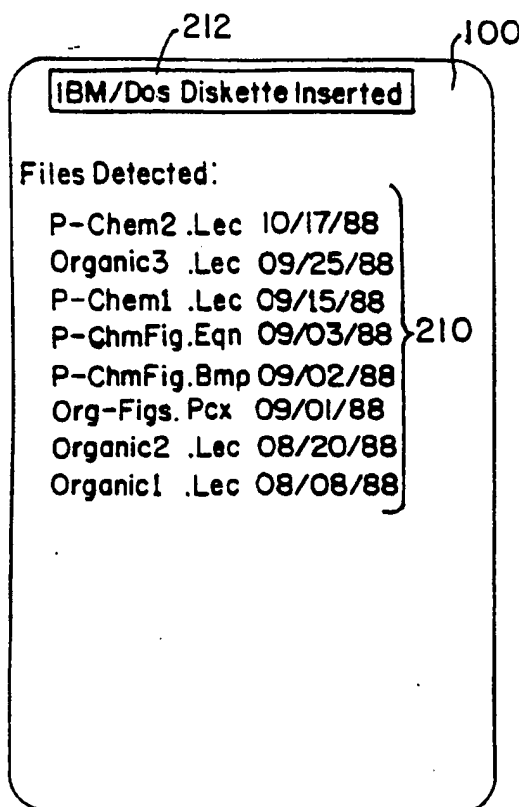 212
100
IBM/Dos Diskette Inserted
Files Detected:
P-Chem2 .Lec 10/17/88
Organic3 .Lec 09/25/88
P-Chem1 .Lec 09/15/88
P-ChmFig.Eqn 09/03/88
210
P-ChmFig.Bmp 09/02/88
Org-Figs. Pcx 09/01/88
Organic2 .Lec 08/20/88
Organic1 .Lec 08/08/88